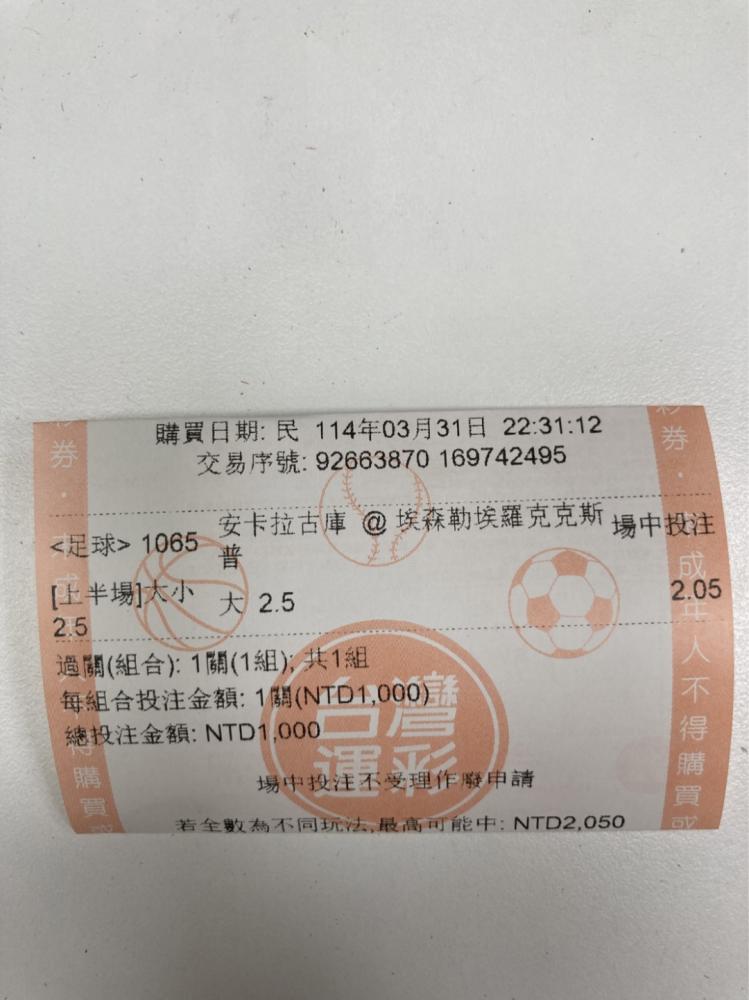 購買日期: 民 114年03月31日 22:31:12
交易序號: 92663870 169742495
<足球> 1065 安卡拉古庫 @ 埃森勒埃羅克克斯普 場中投注
[上半場]大小 2.5 大 2.5 2.05
過關(組合): 1關(1組); 共1組
每組合投注金額: 1關(NTD1,000)
總投注金額: NTD1,000
台灣
運彩
場中投注不受理作廢申請
若全數為不同玩法,最高可能中: NTD2,050
券・
購買
券・
成年人不得購買或